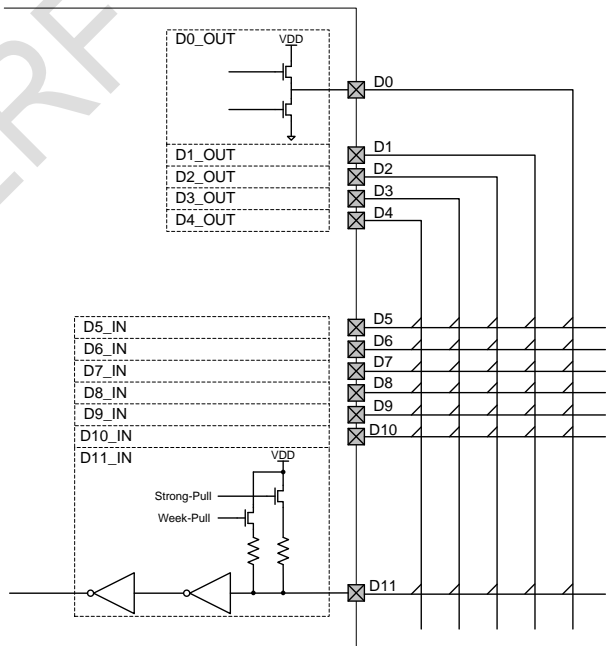 D0_OUT
VDD
D0
D1_OUT
D1
D2_OUT
D2
D3_OUT
D3
D4_OUT
D4
D5_IN
D5
D6_IN
D6
D7_IN
D7
D8_IN
D8
D9_IN
D9
D10_IN
D10
D11_IN
VDD
Strong-Pull
Week-Pull
D11